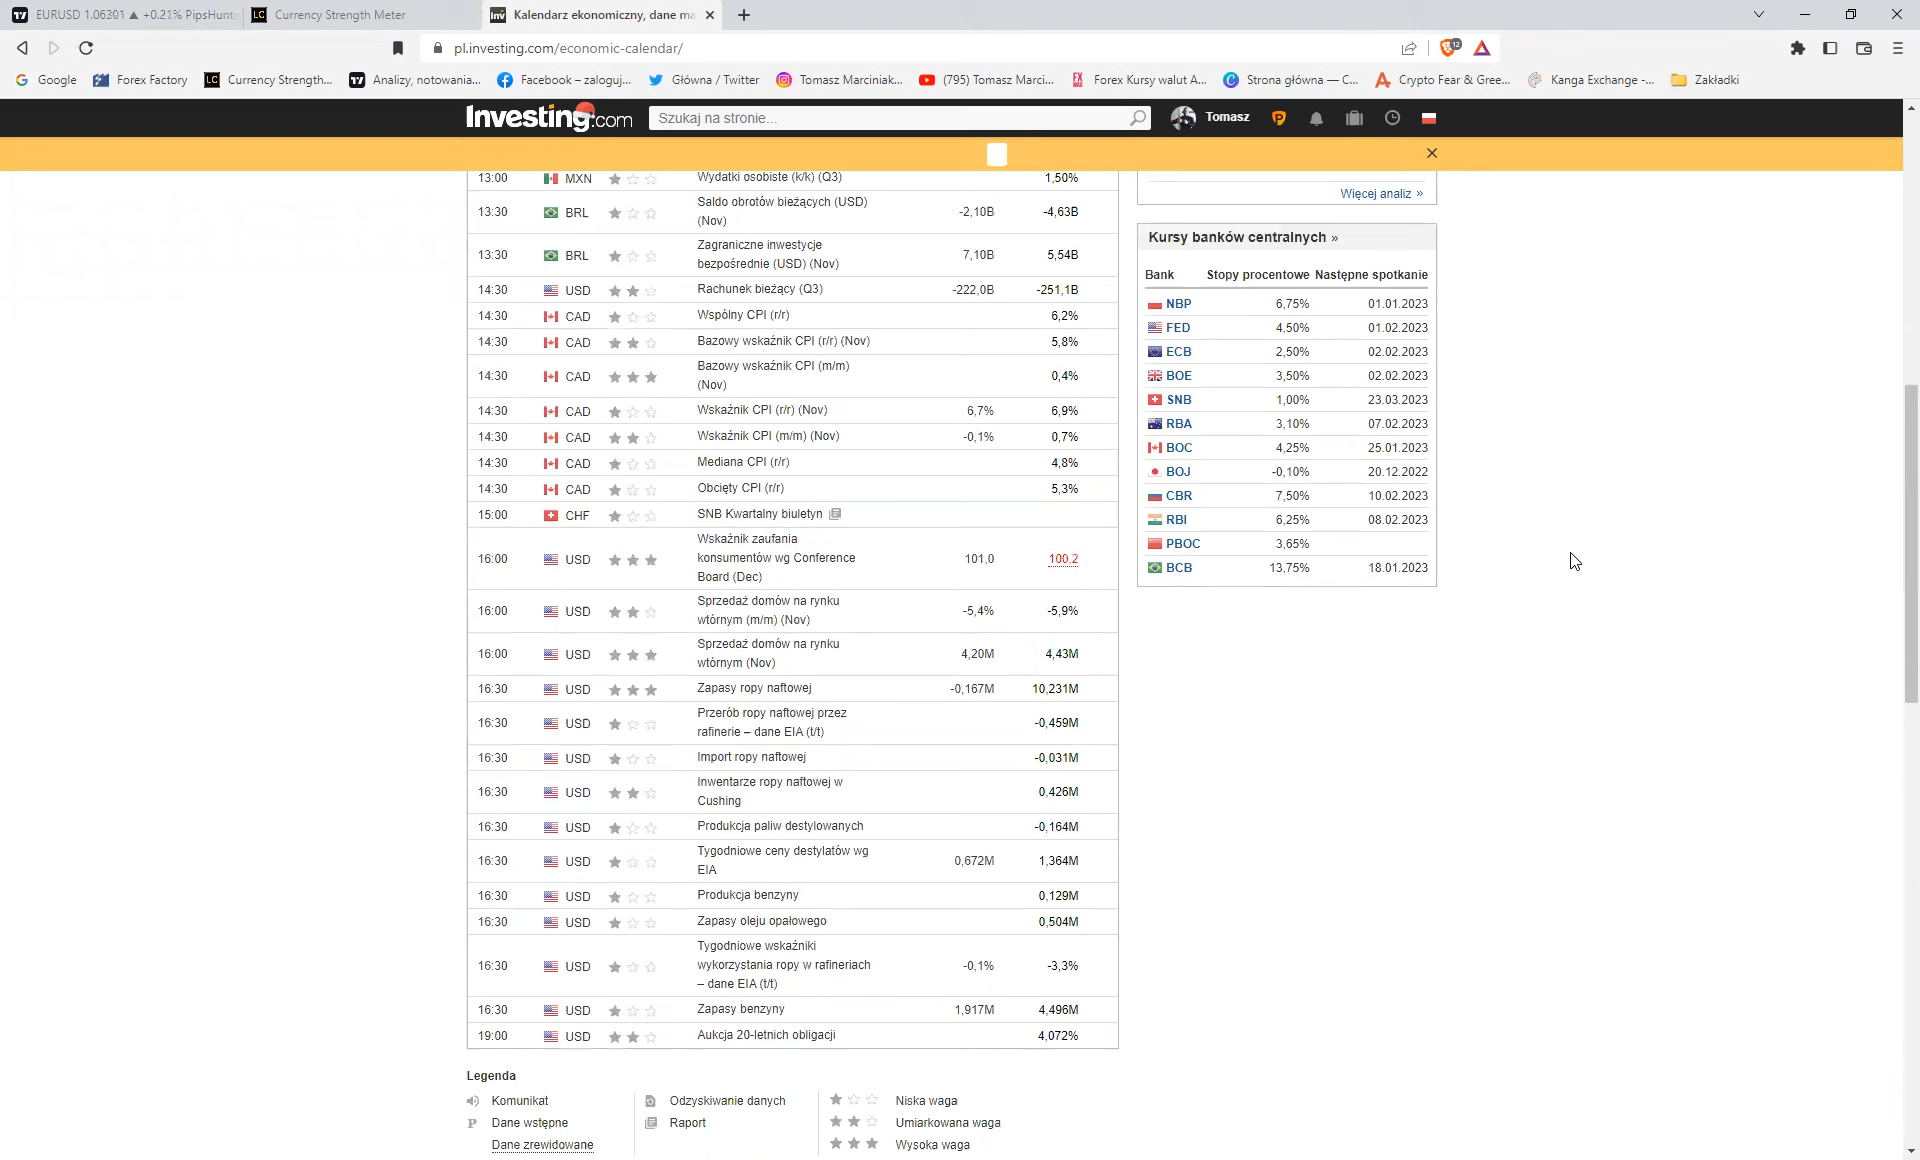 EURUSD 1.06391 ▲ +0.21% PipsHunt
Currency Strength Meter
Kalendarz ekonomiczny, dane ma
pl.investing.com/economic-calendar/
12
Google
Forex Factory
Currency Strength...
Analizy, notowania...
Facebook – zaloguj...
Główna / Twitter
Tomasz Marciniak...
(795) Tomasz Marci...
Forex Kursy walut A...
Strona główna — C...
Crypto Fear & Gree...
Kanga Exchange -...
Zakładki
Investing.com
Szukaj na stronie...
Tomasz
13:00 MXN Wydatki osobiste (k/k) (Q3) 1,50%
13:30 BRL Saldo obrotów bieżących (USD) -2,10B -4,63B
(Nov)
13:30 BRL Zagraniczne inwestycje 7,10B 5,54B
bezpośrednie (USD) (Nov)
14:30 USD Rachunek bieżący (Q3) -222,0B -251,1B
14:30 CAD Wspólny CPI (r/r) 6,2%
14:30 CAD Bazowy wskaźnik CPI (r/r) (Nov) 5,8%
14:30 CAD Bazowy wskaźnik CPI (m/m) 0,4%
(Nov)
14:30 CAD Wskaźnik CPI (r/r) (Nov) 6,7% 6,9%
14:30 CAD Wskaźnik CPI (m/m) (Nov) -0,1% 0,7%
14:30 CAD Mediana CPI (r/r) 4,8%
14:30 CAD Obcięty CPI (r/r) 5,3%
15:00 CHF SNB Kwartalny biuletyn
16:00 USD Wskaźnik zaufania 101,0 100,2
konsumentów wg Conference
Board (Dec)
16:00 USD Sprzedaż domów na rynku -5,4% -5,9%
wtórnym (m/m) (Nov)
16:00 USD Sprzedaż domów na rynku 4,20M 4,43M
wtórnym (Nov)
16:30 USD Zapasy ropy naftowej -0,167M 10,231M
16:30 USD Przerób ropy naftowej przez -0,459M
rafinerie – dane EIA (t/t)
16:30 USD Import ropy naftowej -0,031M
16:30 USD Inwentarze ropy naftowej w 0,426M
Cushing
16:30 USD Produkcja paliw destylowanych -0,164M
16:30 USD Tygodniowe ceny destylatów wg 0,672M 1,364M
EIA
16:30 USD Produkcja benzyny 0,129M
16:30 USD Zapasy oleju opałowego 0,504M
16:30 USD Tygodniowe wskaźniki -0,1% -3,3%
wykorzystania ropy w rafineriach
– dane EIA (t/t)
16:30 USD Zapasy benzyny 1,917M 4,496M
19:00 USD Aukcja 20-letnich obligacji 4,072%
Więcej analiz »
Kursy banków centralnych »
Bank Stopy procentowe Następne spotkanie
NBP 6,75% 01.01.2023
FED 4,50% 01.02.2023
ECB 2,50% 02.02.2023
BOE 3,50% 02.02.2023
SNB 1,00% 23.03.2023
RBA 3,10% 07.02.2023
BOC 4,25% 25.01.2023
BOJ -0,10% 20.12.2022
CBR 7,50% 10.02.2023
RBI 6,25% 08.02.2023
PBOC 3,65%
BCB 13,75% 18.01.2023
Legenda
Komunikat
Dane wstępne
Dane zrewidowane
Odzyskiwanie danych
Raport
Niska waga
Umiarkowana waga
Wysoka waga